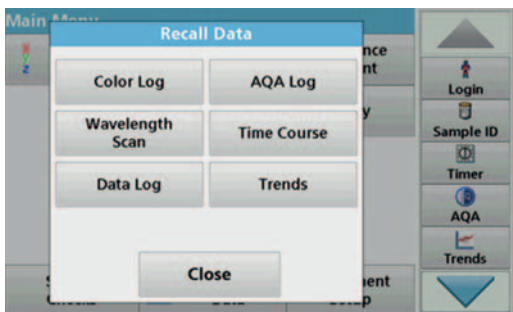 Main Menu
Recall Data
Color Log
AQA Log
Wavelength
Scan
Time Course
Data Log
Trends
Close
Login
Sample ID
Timer
AQA
Trends